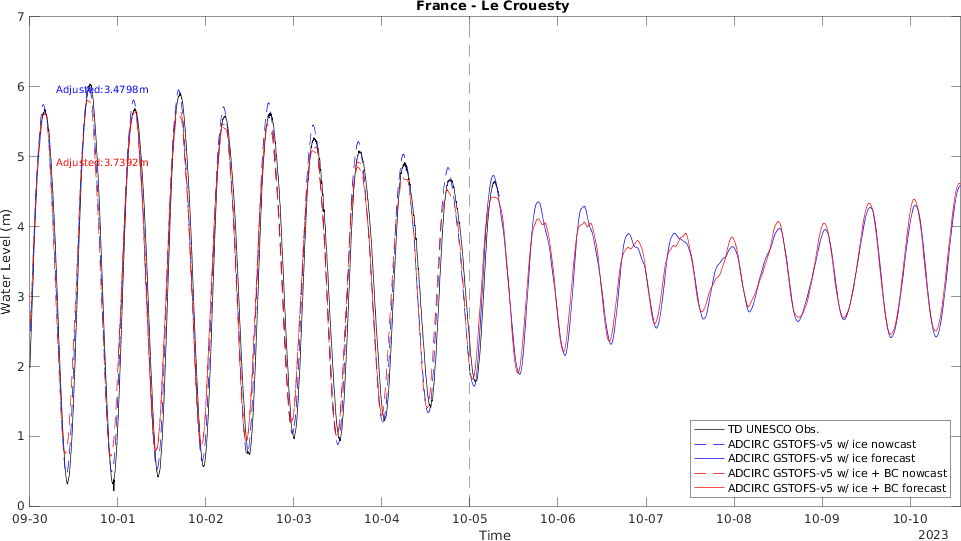 France - Le Crouesty
7
6
5
4
3
2
1
0
Water Level (m)
Adjusted:3.4798m
Adjusted:3.7392m
TD UNESCO Obs.
ADCIRC GSTOFS-v5 w/ ice nowcast
ADCIRC GSTOFS-v5 w/ ice forecast
ADCIRC GSTOFS-v5 w/ ice + BC nowcast
ADCIRC GSTOFS-v5 w/ ice + BC forecast
09-30 10-01 10-02 10-03 10-04 10-05 10-06 10-07 10-08 10-09 10-10
Time
2023